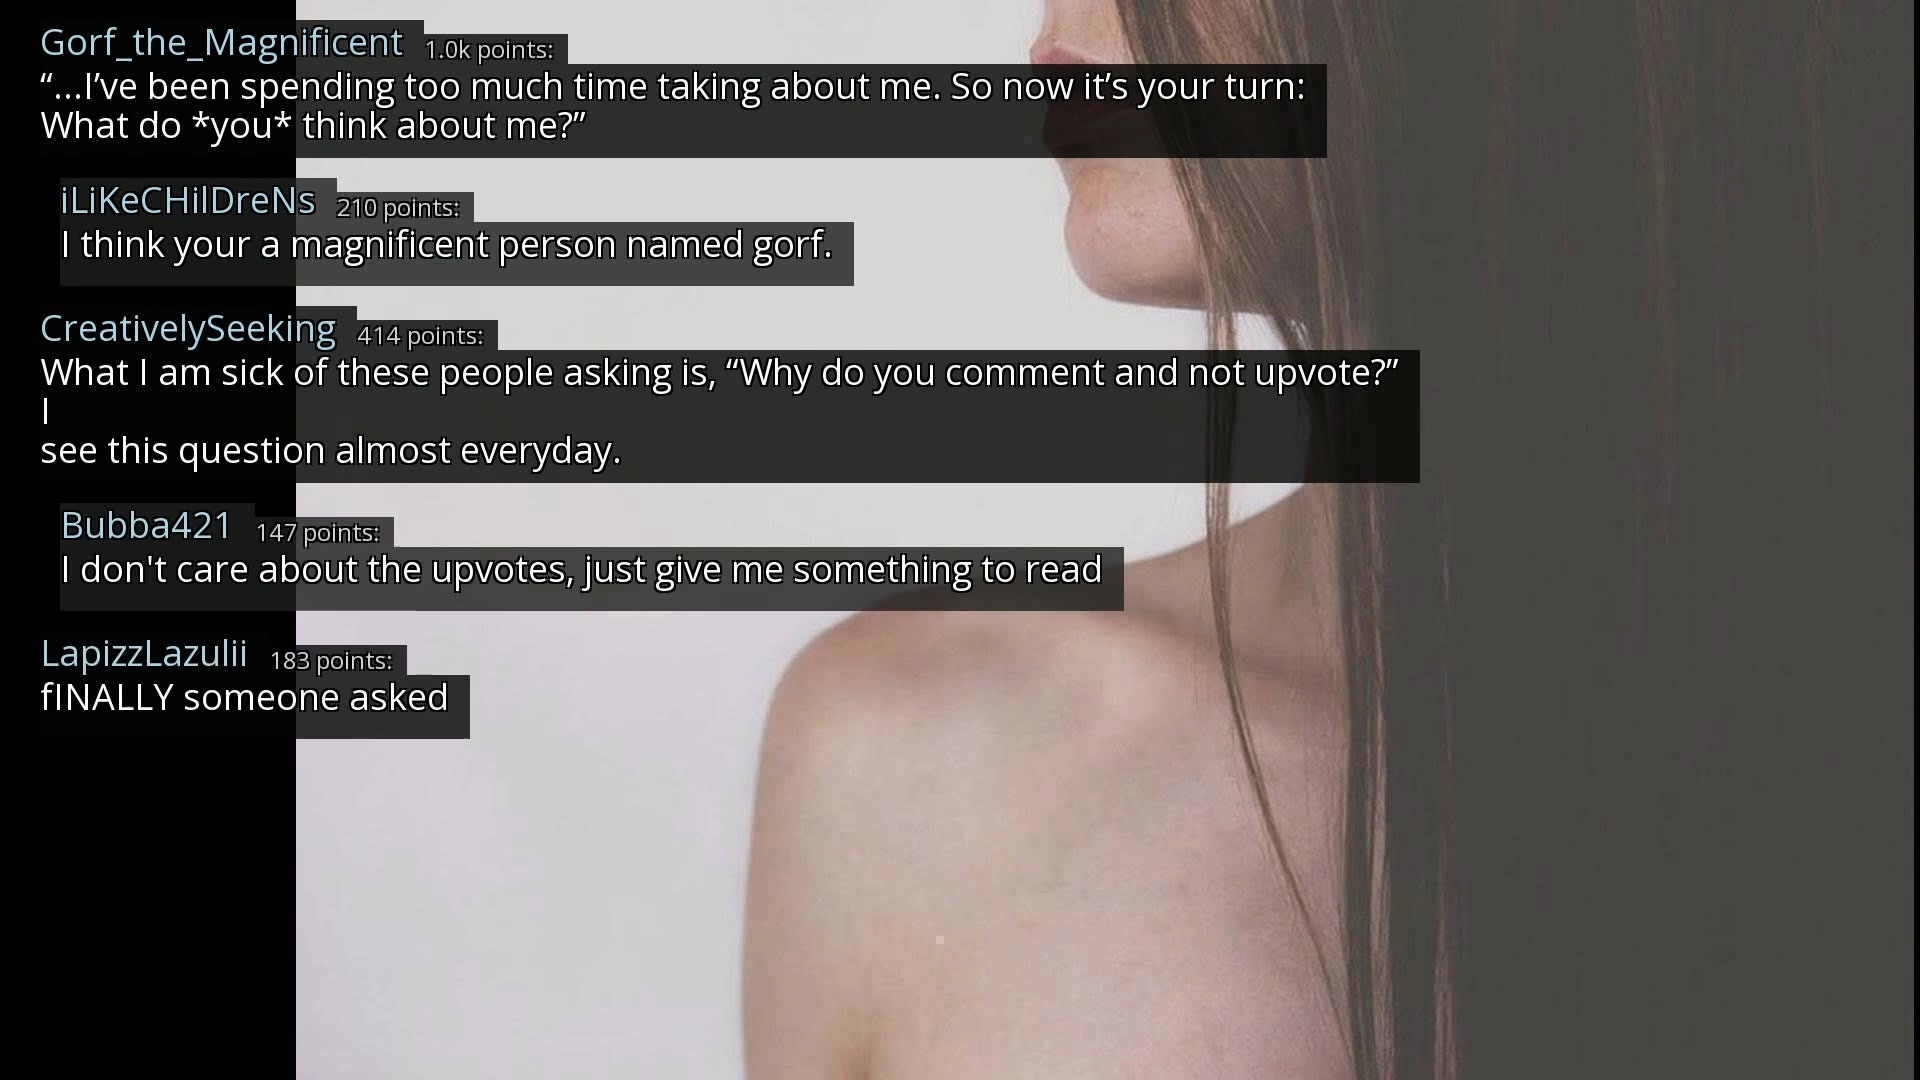 Gorf_the_Magnificent 1.0k points:
“...I’ve been spending too much time taking about me. So now it’s your turn:
What do *you* think about me?”
iLiKeCHilDreNs 210 points:
I think your a magnificent person named gorf.
CreativelySeeking 414 points:
What I am sick of these people asking is, “Why do you comment and not upvote?”
I
see this question almost everyday.
Bubba421 147 points:
I don't care about the upvotes, just give me something to read
LapizzLazulii 183 points:
fINALLY someone asked